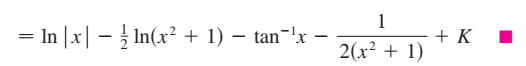 = ln |x| − ½ ln(x² + 1) − tan⁻¹x − 1/(2(x² + 1)) + K ■